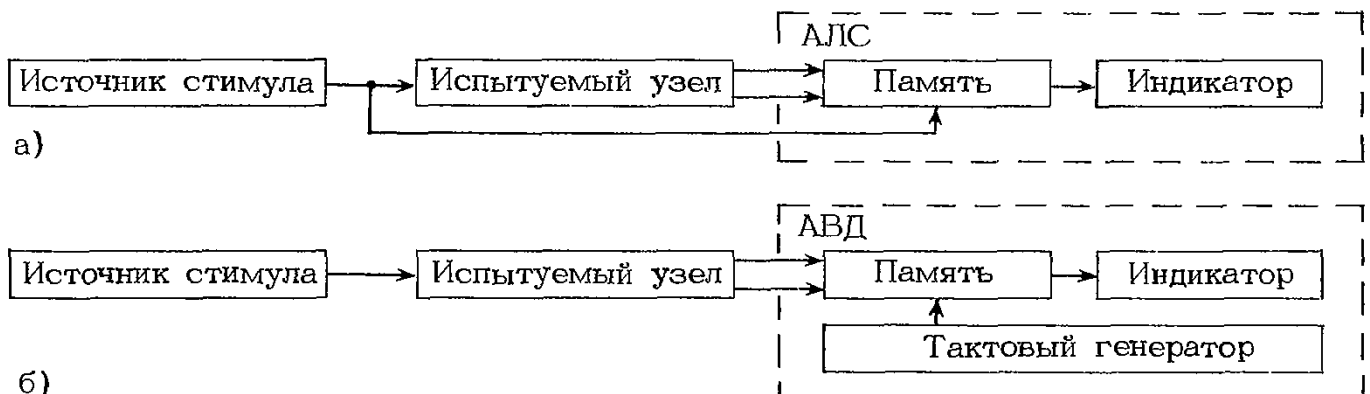 АЛС
Источник стимула
Испытуемый узел
Память
Индикатор
а)
АВД
Источник стимула
Испытуемый узел
Память
Индикатор
Тактовый генератор
б)